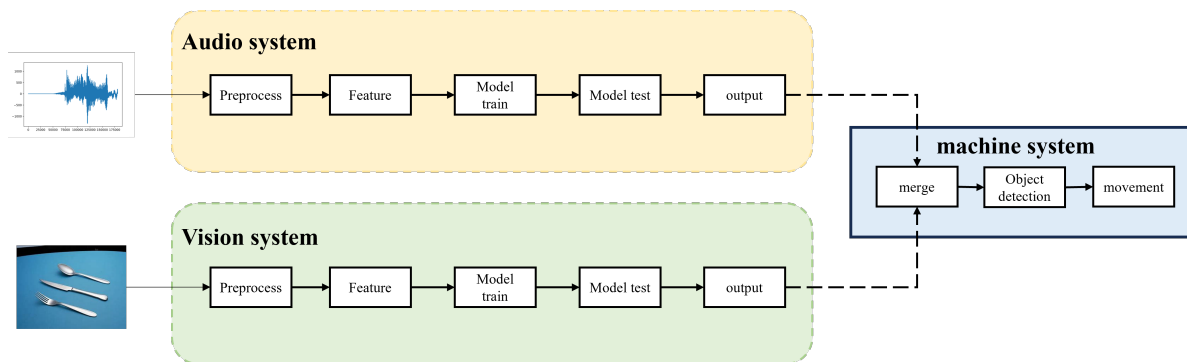 Audio system
Preprocess
Feature
Model
train
Model test
output
machine system
merge
Object
detection
movement
Vision system
Preprocess
Feature
Model
train
Model test
output